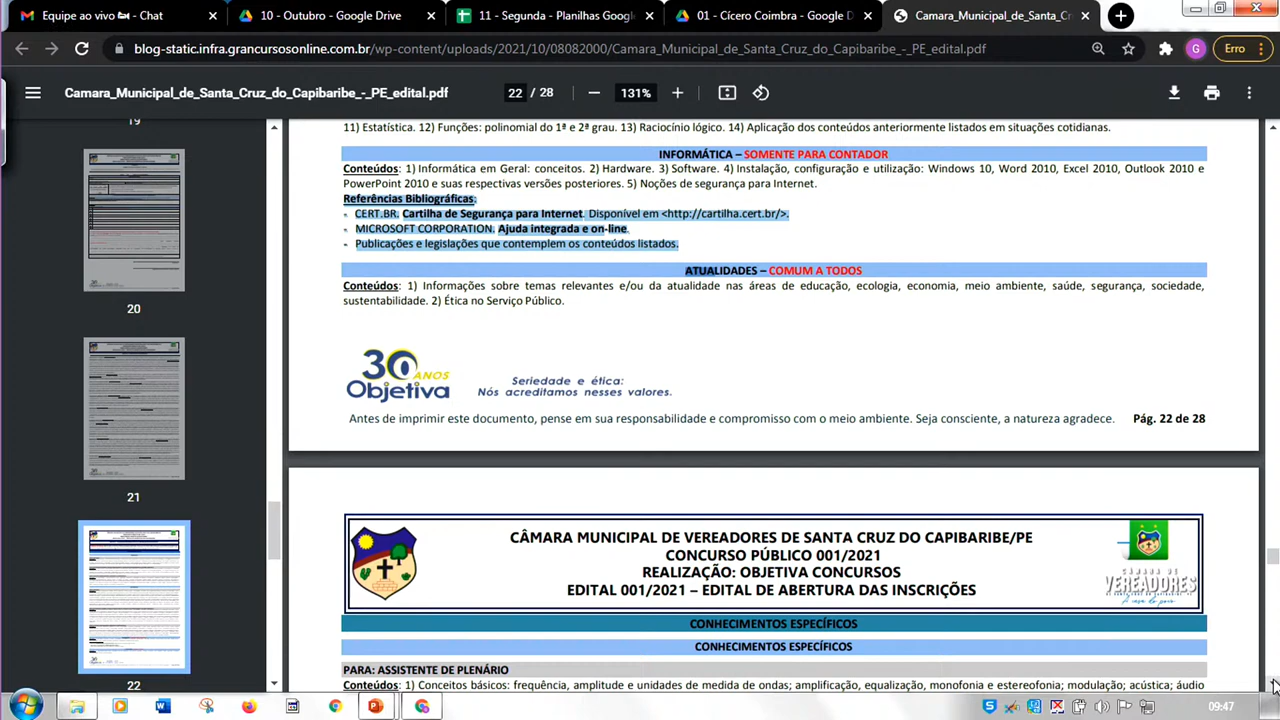 Equipe ao vivo - Chat
10 - Outubro - Google Drive
11 - S
mas Goog
01 - Cícero Coimbra - Google D
Camara_Municipal_de_Santa_Cr
blog-static.infra.grancursosonline.com.br/wp-content/uploads/2021/10/08082000/Camara_Municipal_de_Santa_Cruz_do_Capibaribe_-_PE_edital.pdf
G
Erro
Camara_Municipal_de_Santa_Cruz_do_Capibaribe_-_PE_edital.pdf
22 / 28
131%
19
11) Estatística. 12) Funções: polinomial do 1ª e 2ª grau. 13) Raciocínio lógico. 14) Aplicação dos conteúdos anteriormente listados em situações cotidianas.
INFORMÁTICA – SOMENTE PARA CONTADOR
Conteúdos: 1) Informática em Geral: conceitos. 2) Hardware. 3) Software. 4) Instalação, configuração e utilização: Windows 10, Word 2010, Excel 2010, Outlook 2010 e
PowerPoint 2010 e suas respectivas versões posteriores. 5) Noções de segurança para Internet.
Referências Bibliográficas:
- CERT.BR. Cartilha de Segurança para Internet. Disponível em <http://cartilha.cert.br/>.
- MICROSOFT CORPORATION. Ajuda integrada e on-line.
- Publicações e legislações que contemplem os conteúdos listados.
ATUALIDADES – COMUM A TODOS
Conteúdos: 1) Informações sobre temas relevantes e/ou da atualidade nas áreas de educação, ecologia, economia, meio ambiente, saúde, segurança, sociedade,
sustentabilidade. 2) Ética no Serviço Público.
20
30 ANOS
Objetiva
Seriedade e ética:
Nós acreditamos nesses valores.
Antes de imprimir este documento, pense em sua responsabilidade e compromisso com o meio ambiente. Seja consciente, a natureza agradece. Pág. 22 de 28
21
CÂMARA MUNICIPAL DE VEREADORES DE SANTA CRUZ DO CAPIBARIBE/PE
CONCURSO PÚBLICO 001/2021
REALIZAÇÃO: OBJETIVA CONCURSOS
EDITAL 001/2021 – EDITAL DE ABERTURA DAS INSCRIÇÕES
CÂMARA DE
VEREADORES
A casa do povo
CONHECIMENTOS ESPECÍFICOS
CONHECIMENTOS ESPECÍFICOS
PARA: ASSISTENTE DE PLENÁRIO
Conteúdos: 1) Conceitos básicos: frequência, amplitude e unidades de medida de ondas; amplificação, equalização, monofonia e estereofonia; modulação; acústica; áudio
22
09:47